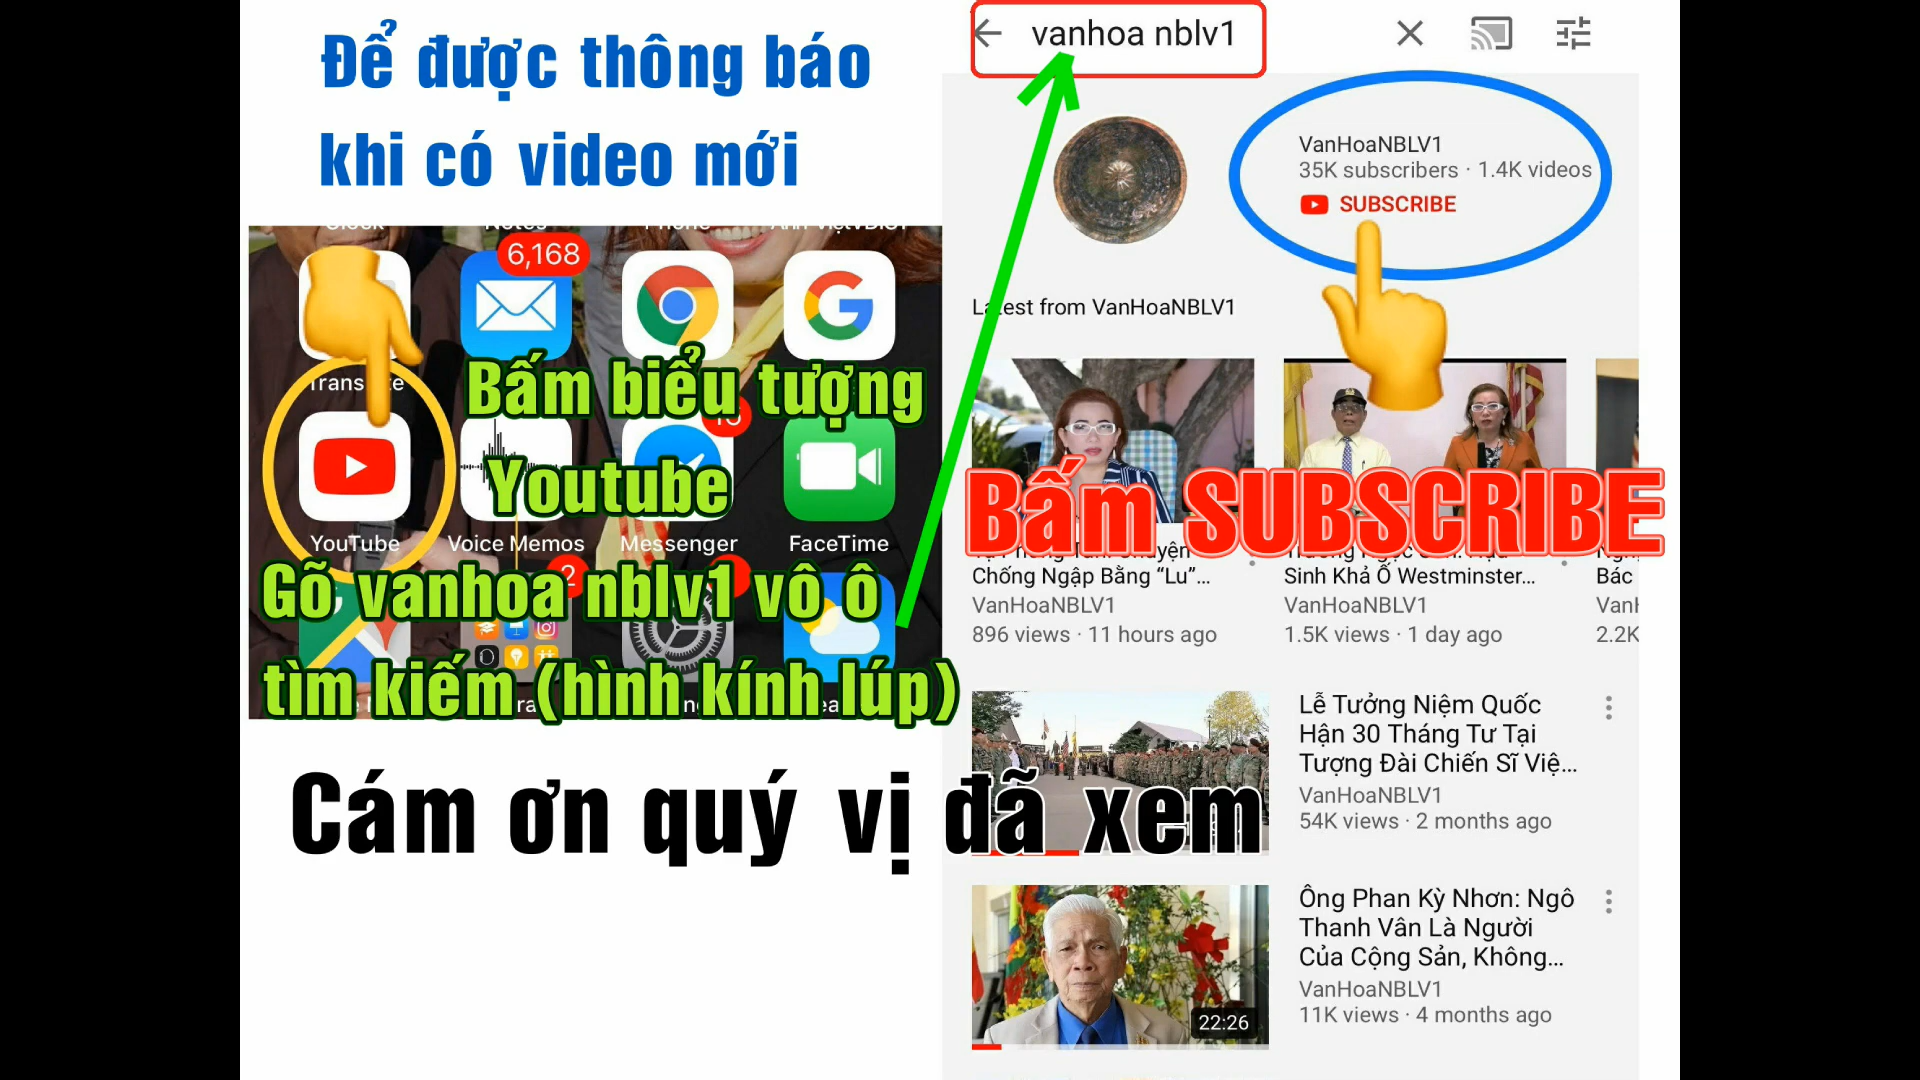 Để được thông báo
khi có video mới
6,168
Bấm biểu tượng
Youtube
YouTube
Voice Memos
Messenger
FaceTime
2
Gõ vanhoa nblv1 vô ô
tìm kiếm (hình kính lúp)
Cám ơn quý vị đã xem
vanhoa nblv1
VanHoaNBLV1
35K subscribers · 1.4K videos
SUBSCRIBE
Latest from VanHoaNBLV1
Bấm SUBSCRIBE
Chống Ngập Bằng “Lu”...
VanHoaNBLV1
896 views · 11 hours ago
Sinh Khả Ố Westminster...
VanHoaNBLV1
1.5K views · 1 day ago
Bác
2.2K
Lễ Tưởng Niệm Quốc
Hận 30 Tháng Tư Tại
Tượng Đài Chiến Sĩ Việ...
VanHoaNBLV1
54K views · 2 months ago
Ông Phan Kỳ Nhơn: Ngô
Thanh Vân Là Người
Của Cộng Sản, Không...
VanHoaNBLV1
11K views · 4 months ago
22:26